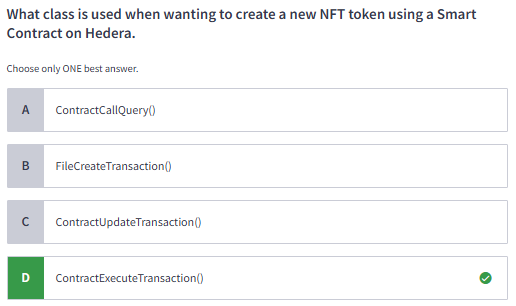 What class is used when wanting to create a new NFT token using a Smart
Contract on Hedera.
Choose only ONE best answer.
A ContractCallQuery()
B FileCreateTransaction()
C ContractUpdateTransaction()
D ContractExecuteTransaction()